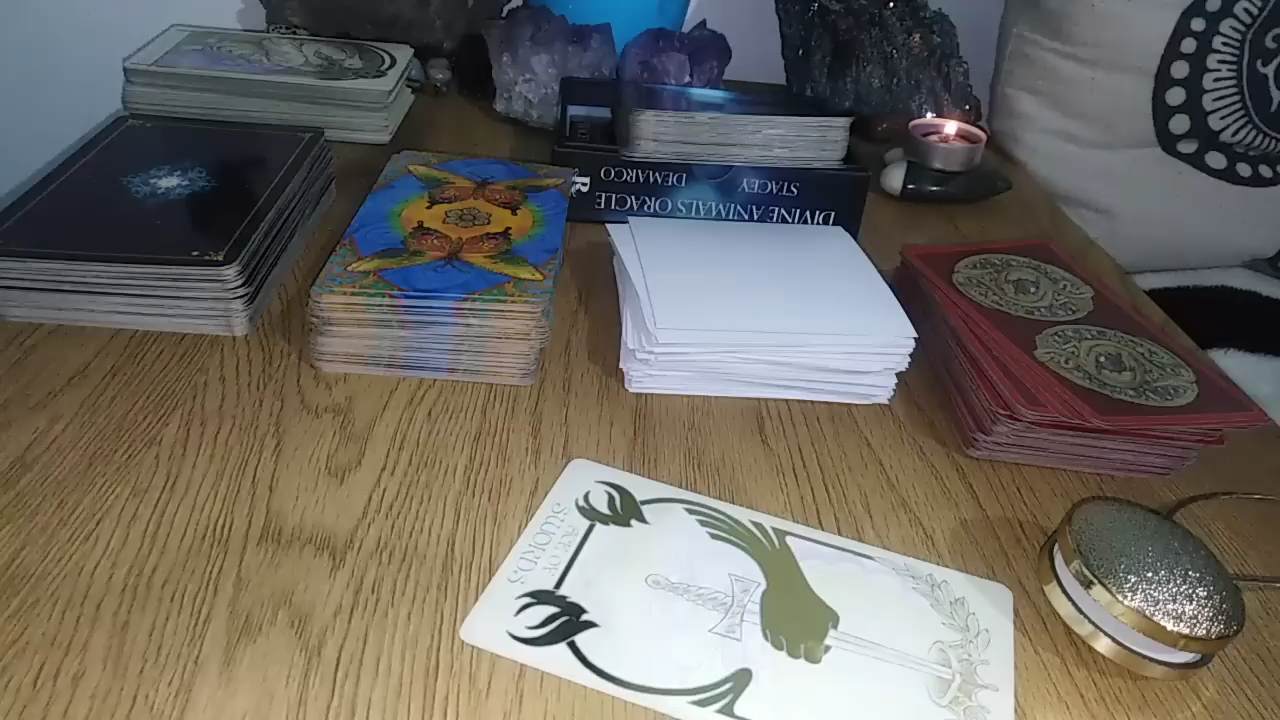 DEMARCO
STACEY
DIVINE ANIMALS ORACLE
R
ACE OF
SWORDS